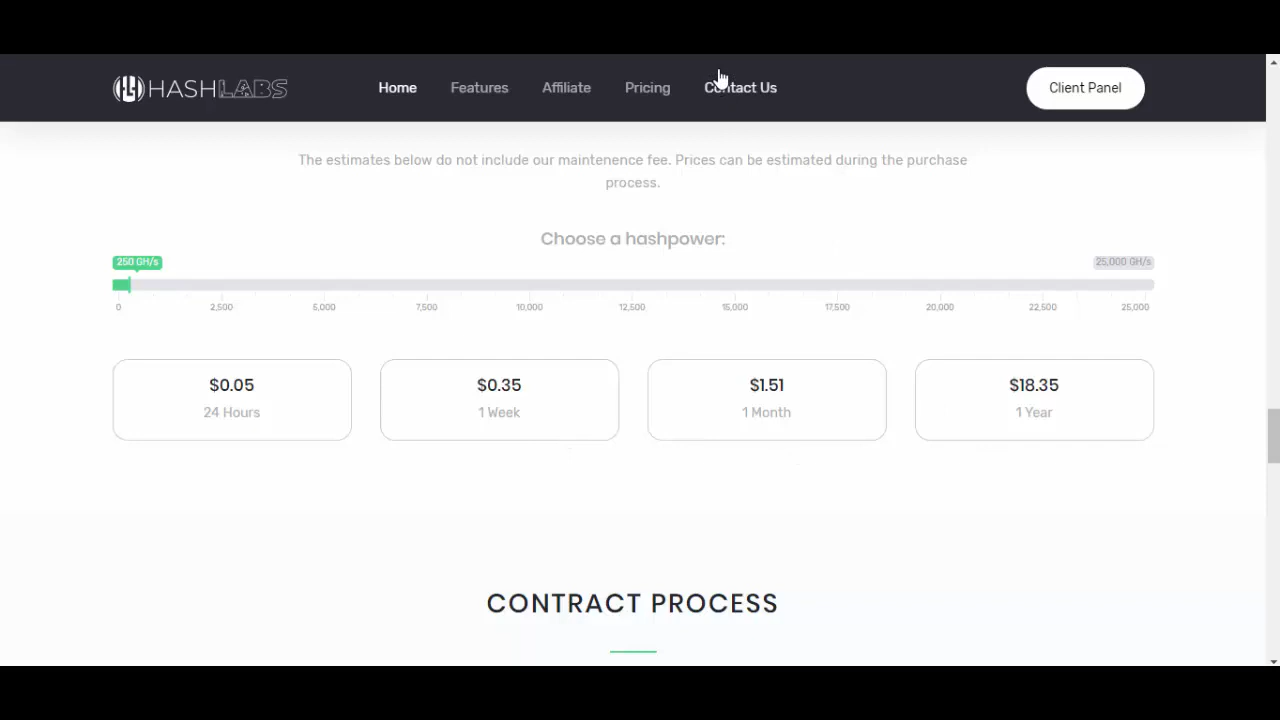 HASHLABS Home Features Affiliate Pricing Contact Us Client Panel
The estimates below do not include our maintenence fee. Prices can be estimated during the purchase
process.
Choose a hashpower:
250 GH/s 25,000 GH/s
0 2,500 5,000 7,500 10,000 12,500 15,000 17,500 20,000 22,500 25,000
$0.05 $0.35 $1.51 $18.35
24 Hours 1 Week 1 Month 1 Year
CONTRACT PROCESS